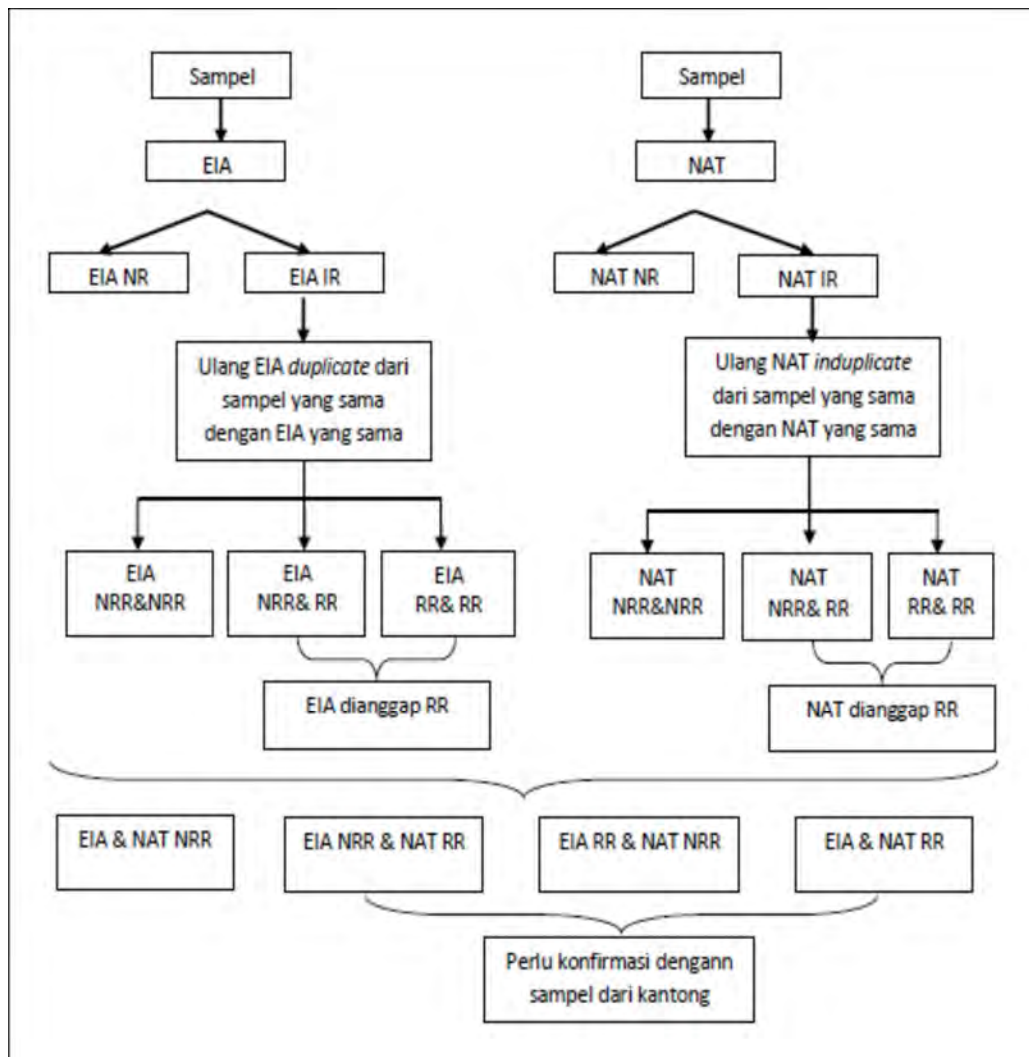 Sampel
Sampel
EIA
NAT
EIA NR
EIA IR
NAT NR
NAT IR
Ulang EIA duplicate dari
sampel yang sama
dengan EIA yang sama
Ulang NAT induplicate
dari sampel yang sama
dengan NAT yang sama
EIA
NRR&NRR
EIA
NRR& RR
EIA
RR& RR
NAT
NRR&NRR
NAT
NRR& RR
NAT
RR& RR
EIA dianggap RR
NAT dianggap RR
EIA & NAT NRR
EIA NRR & NAT RR
EIA RR & NAT NRR
EIA & NAT RR
Perlu konfirmasi dengann
sampel dari kantong